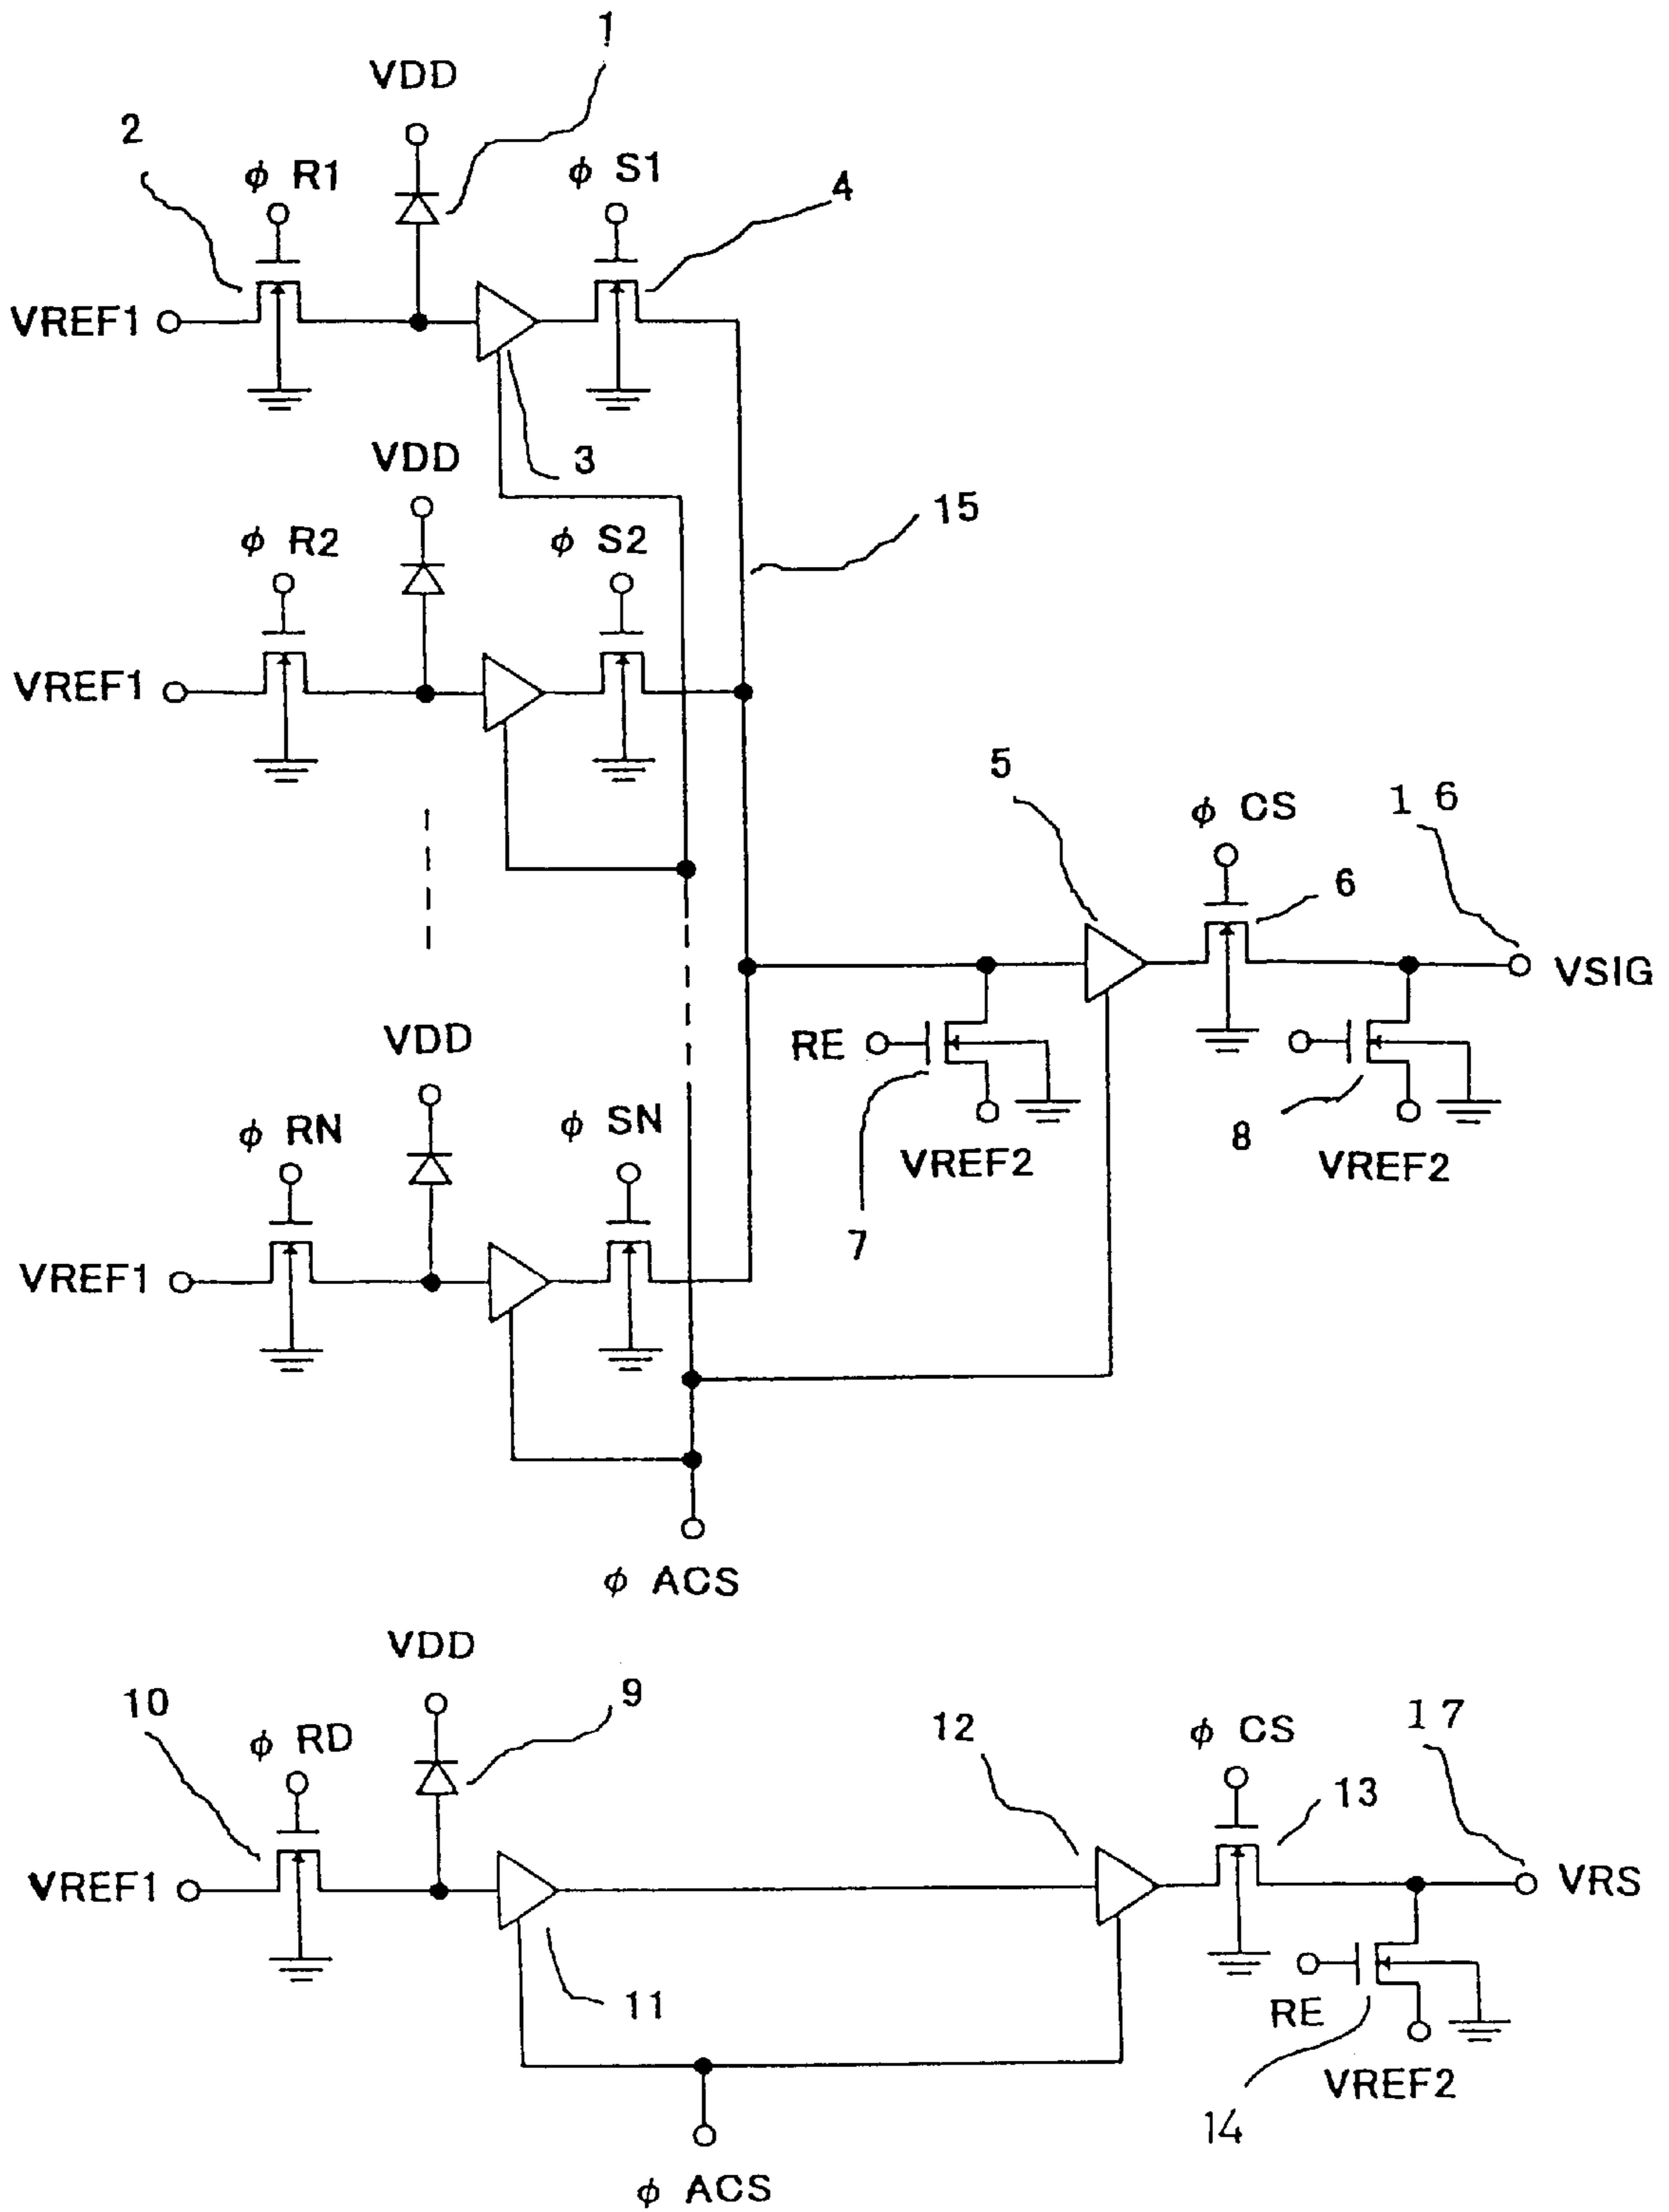 1
VDD
2
φ R1
φ S1
4
VREF1
3
VDD
15
φ R2
φ S2
VREF1
5
φ CS
16
6
VSIG
VDD
RE
φ RN
φ SN
8
VREF2
VREF2
7
VREF1
φ ACS
VDD
9
10
φ RD
12
φ CS
17
13
VREF1
VRS
11
RE
VREF2
14
φ ACS